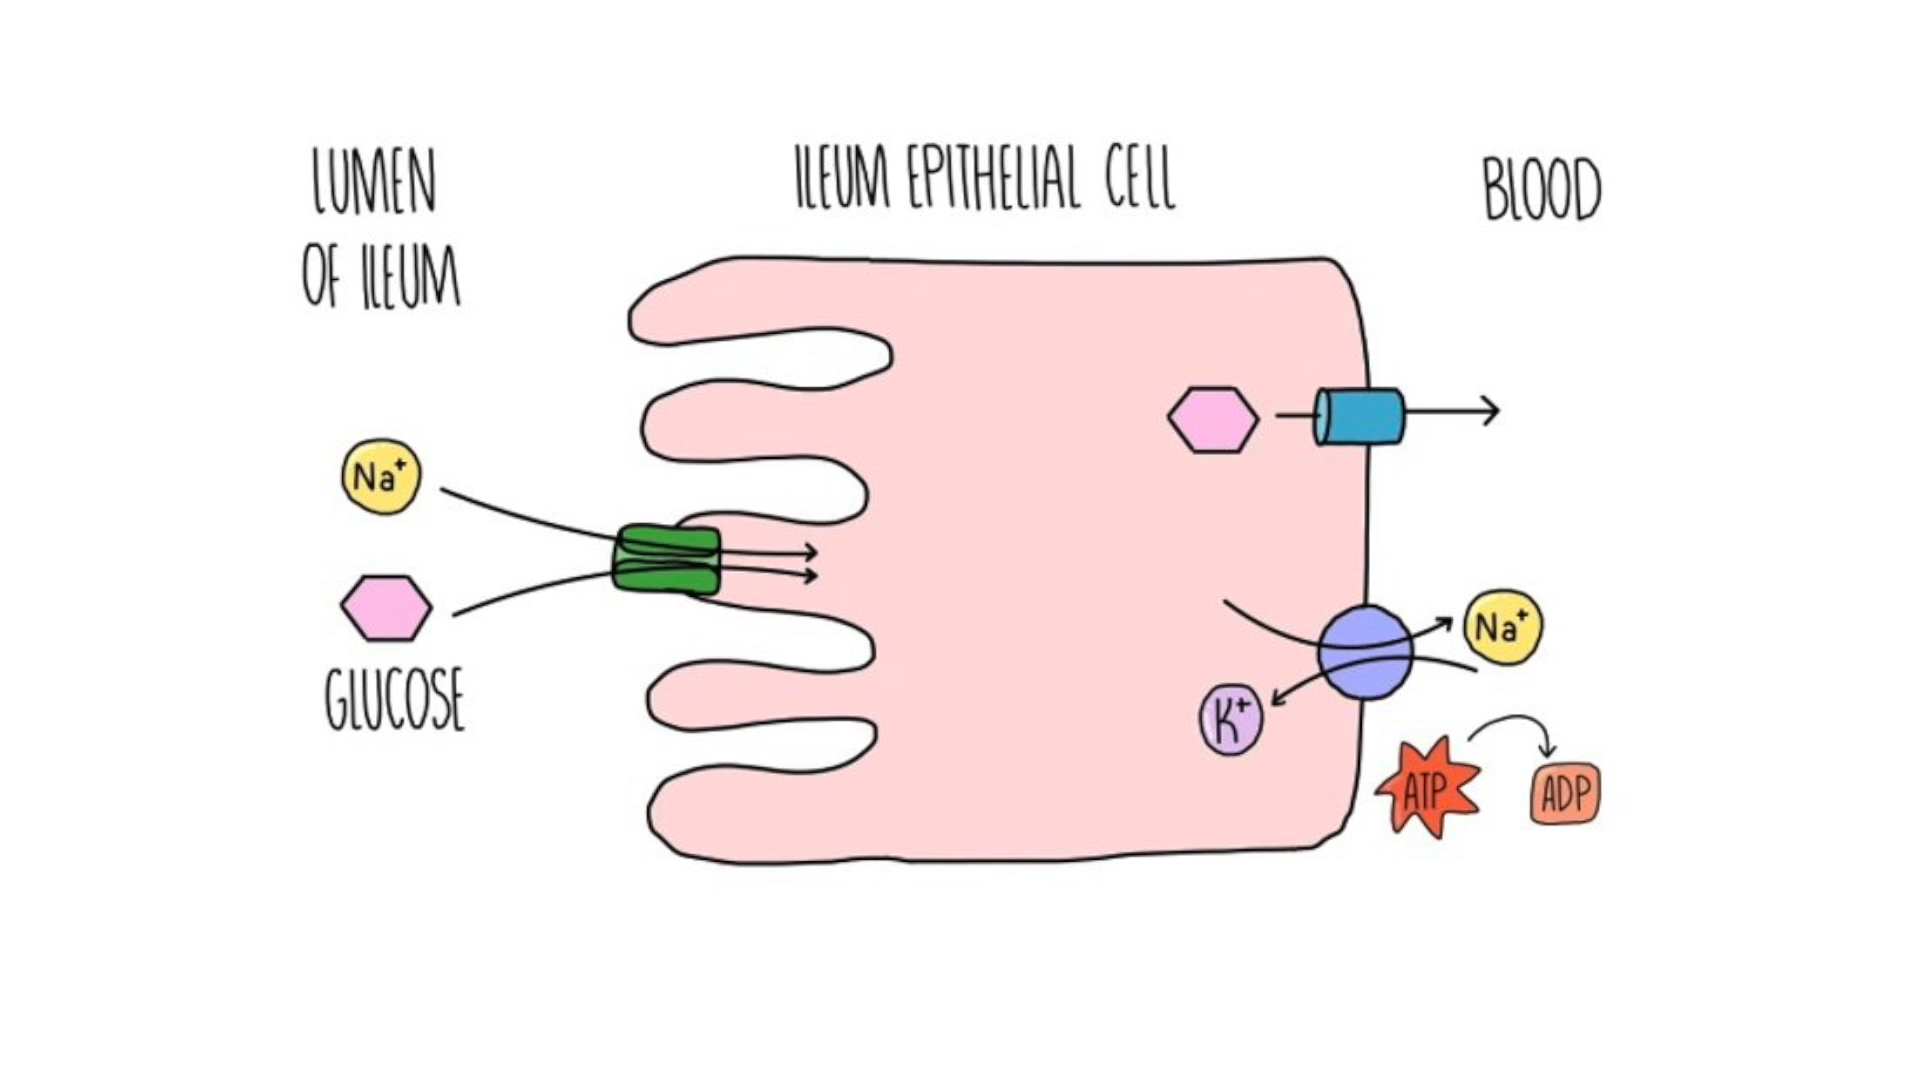 LUMEN
OF ILEUM
ILEUM EPITHELIAL CELL
BLOOD
Na⁺
GLUCOSE
Na⁺
K⁺
ATP
ADP